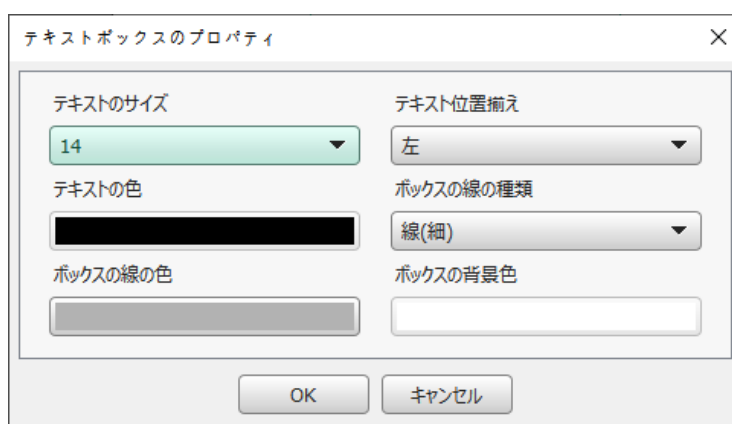 テキストボックスのプロパティ
テキストのサイズ テキスト位置揃え
14 左
テキストの色 ボックスの線の種類
線(細)
ボックスの線の色 ボックスの背景色
OK キャンセル